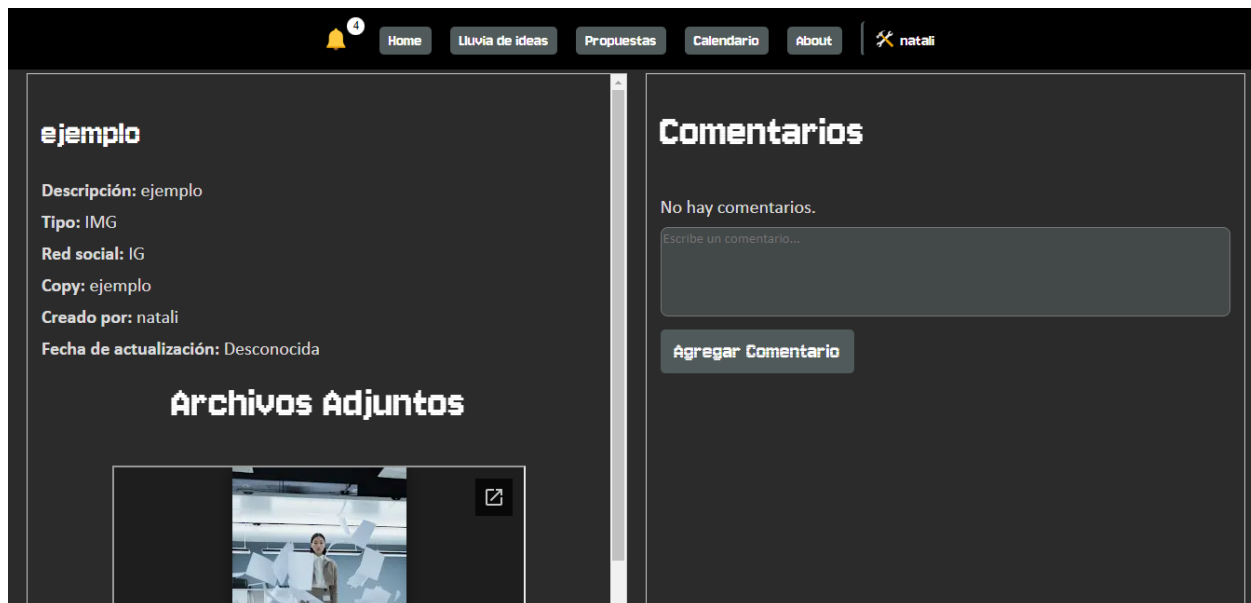 4
Home Lluvia de ideas Propuestas Calendario About natali
ejemplo
Descripción: ejemplo
Tipo: IMG
Red social: IG
Copy: ejemplo
Creado por: natali
Fecha de actualización: Desconocida
Archivos Adjuntos
Comentarios
No hay comentarios.
Escribe un comentario...
Agregar Comentario